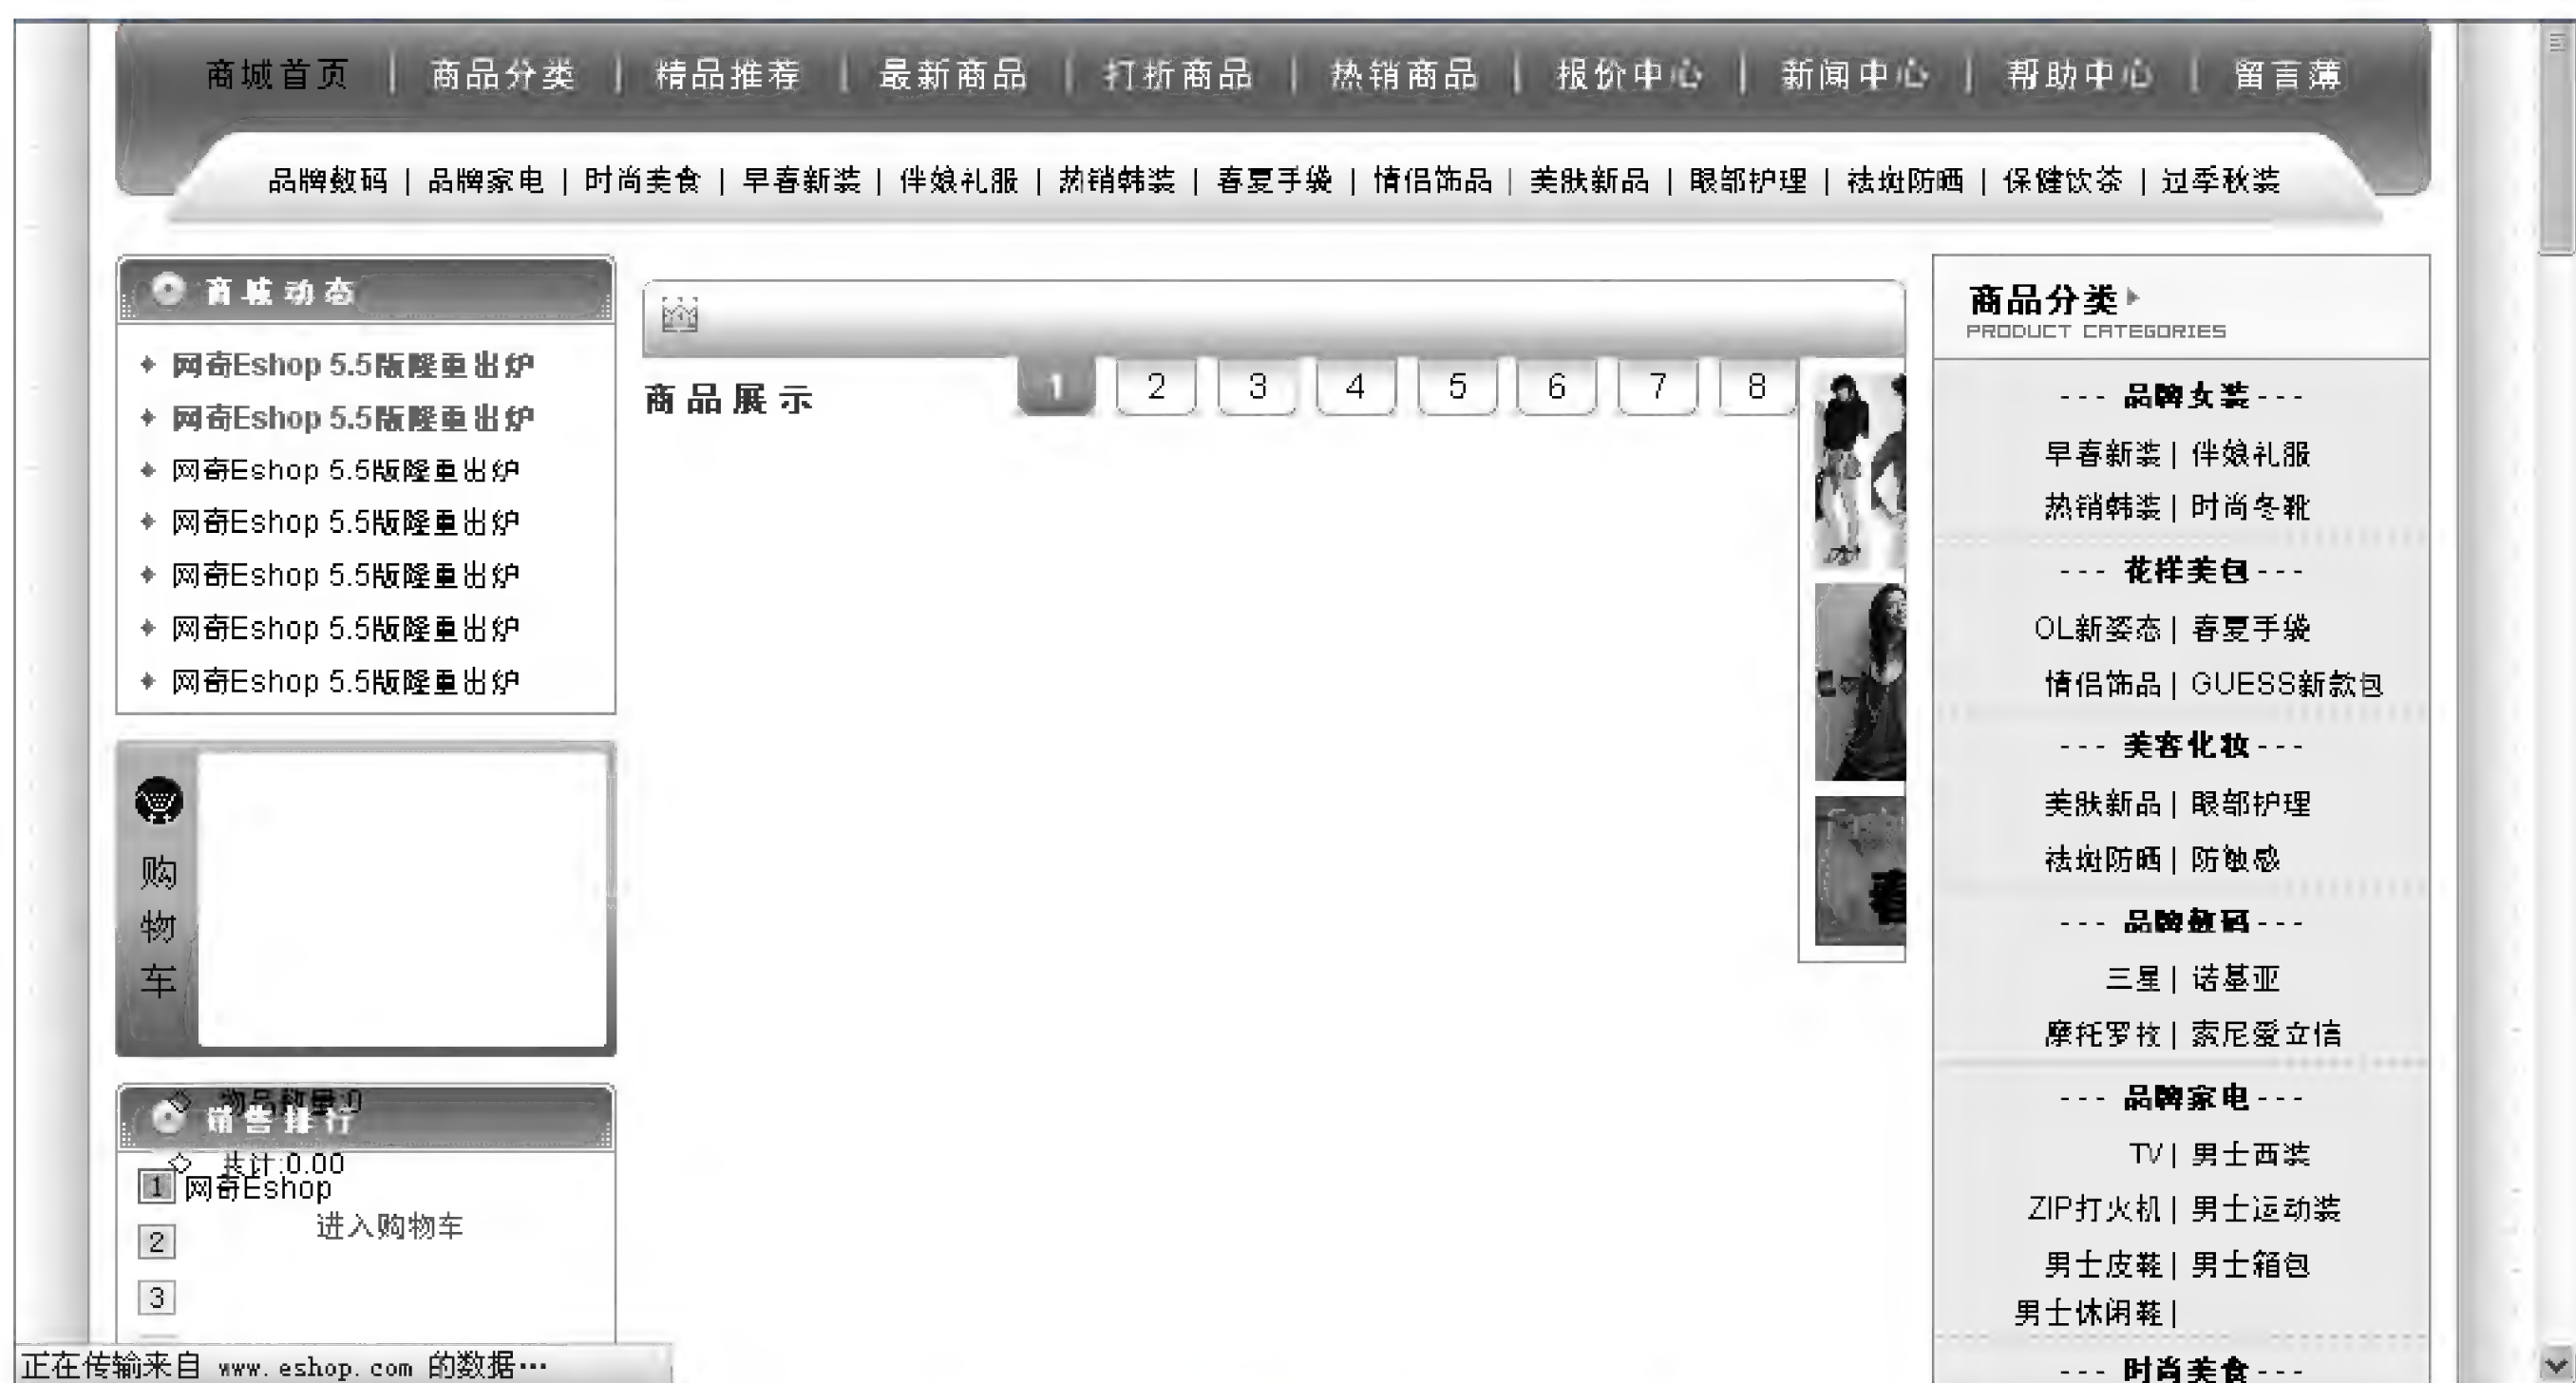 商城首页 | 商品分类 | 精品推荐 | 最新商品 | 打折商品 | 热销商品 | 报价中心 | 新闻中心 | 帮助中心 | 留言薄
品牌数码 | 品牌家电 | 时尚美食 | 早春新装 | 伴娘礼服 | 热销韩装 | 春夏手袋 | 情侣饰品 | 美肤新品 | 眼部护理 | 祛斑防晒 | 保健饮茶 | 过季秋装
商城动态
网奇Eshop 5.5版隆重出炉
网奇Eshop 5.5版隆重出炉
网奇Eshop 5.5版隆重出炉
网奇Eshop 5.5版隆重出炉
网奇Eshop 5.5版隆重出炉
网奇Eshop 5.5版隆重出炉
网奇Eshop 5.5版隆重出炉
购
物
车
物品数量:0
销售排行
共计:0.00
1 网奇Eshop
进入购物车
2
3
商品展示
1 2 3 4 5 6 7 8
商品分类
PRODUCT CATEGORIES
--- 品牌女装 ---
早春新装 | 伴娘礼服
热销韩装 | 时尚冬靴
--- 花样美包 ---
OL新姿态 | 春夏手袋
情侣饰品 | GUESS新款包
--- 美容化妆 ---
美肤新品 | 眼部护理
祛斑防晒 | 防敏感
--- 品牌数码 ---
三星 | 诺基亚
摩托罗拉 | 索尼爱立信
--- 品牌家电 ---
TV | 男士西装
ZIP打火机 | 男士运动装
男士皮鞋 | 男士箱包
男士休闲鞋 |
--- 时尚美食 ---
正在传输来自 www.eshop.com 的数据…